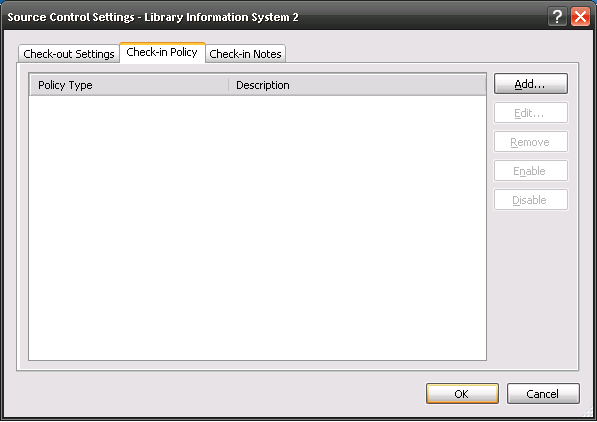 Source Control Settings - Library Information System 2
Check-out Settings
Check-in Policy
Check-in Notes
Policy Type
Description
Add...
Edit...
Remove
Enable
Disable
OK
Cancel